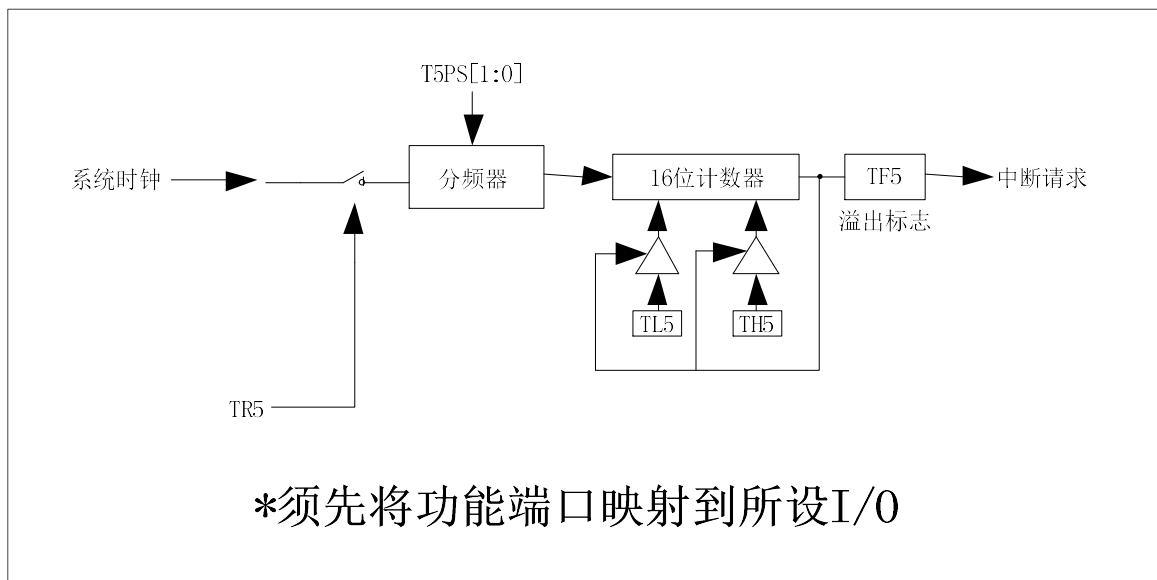 T5PS[1:0]
系统时钟
分频器
16位计数器
TF5
中断请求
溢出标志
TL5
TH5
TR5
*须先将功能端口映射到所设I/O